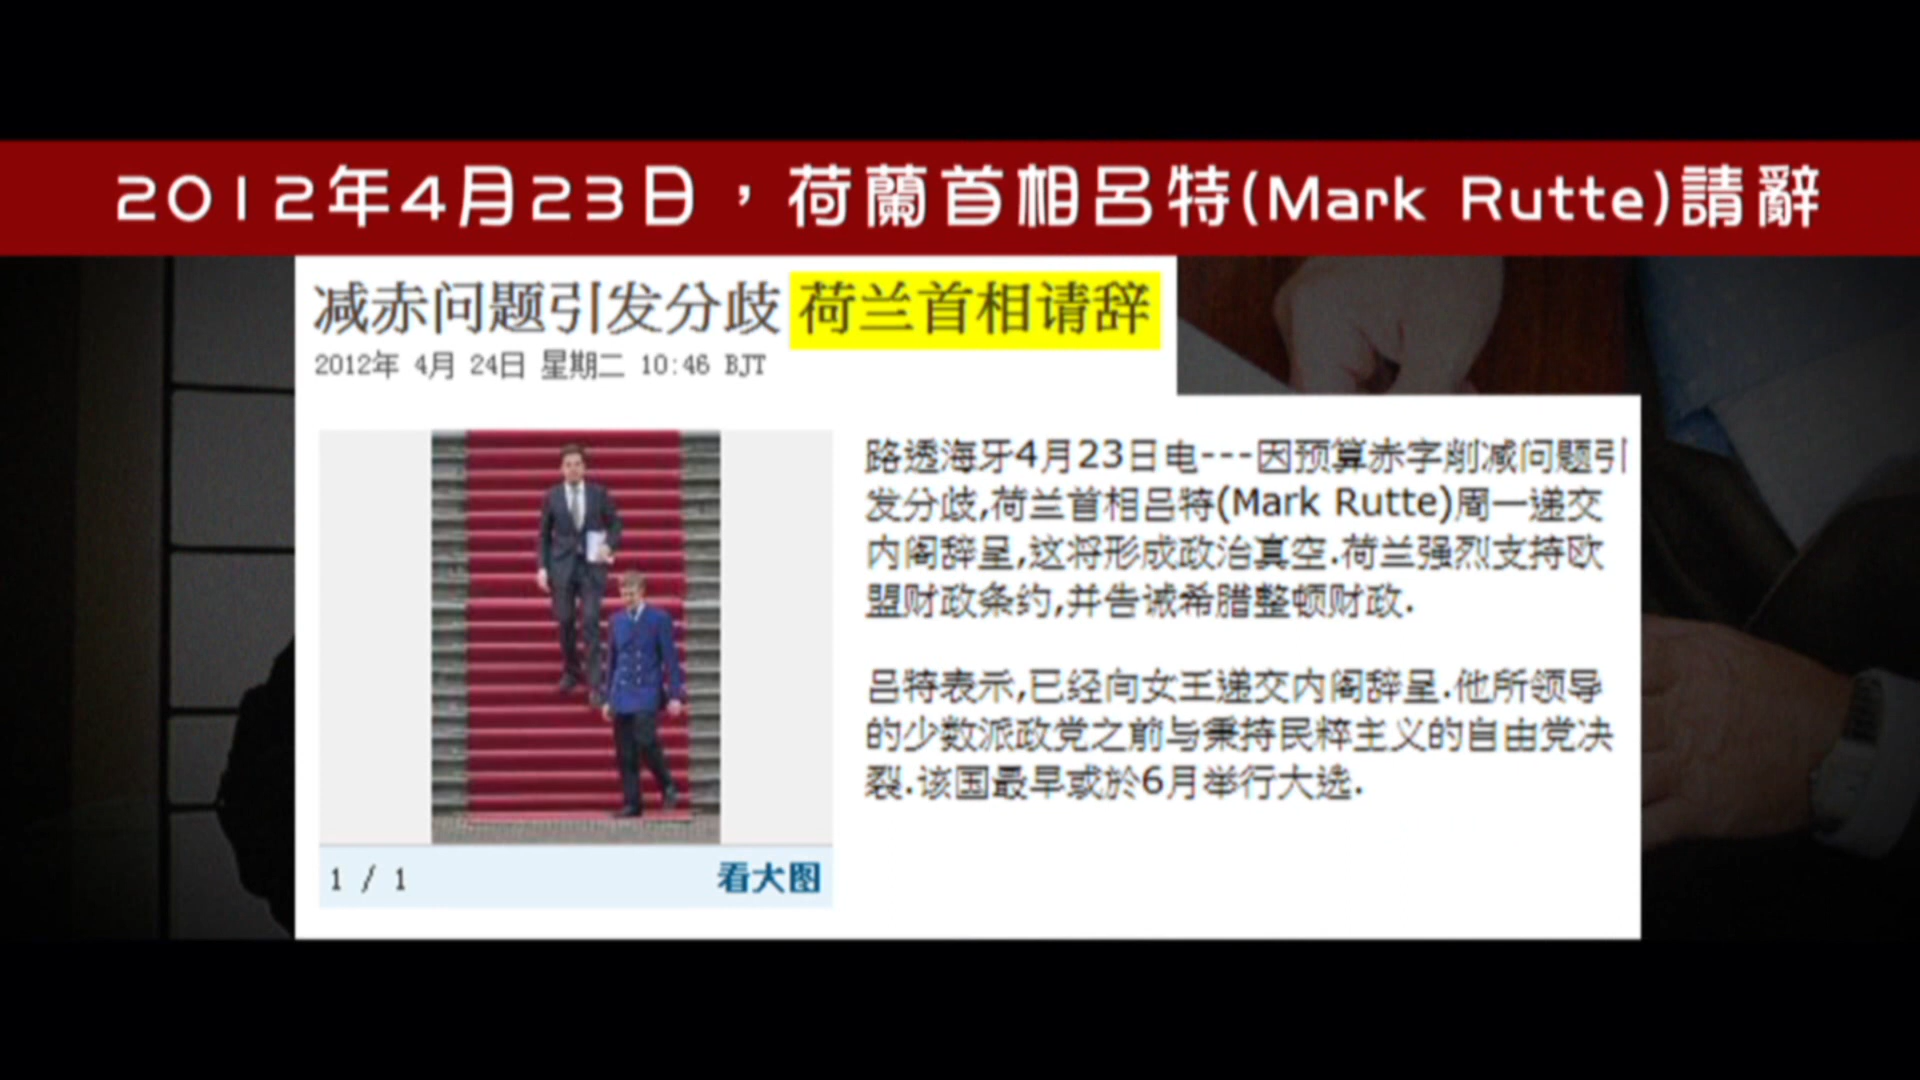 2012年4月23日，荷蘭首相呂特(Mark Rutte)請辭
减赤问题引发分歧 荷兰首相请辞
2012年 4月 24日 星期二 10:46 BJT
路透海牙4月23日电---因预算赤字削减问题引
发分歧,荷兰首相吕特(Mark Rutte)周一递交
内阁辞呈,这将形成政治真空.荷兰强烈支持欧
盟财政条约,并告诫希腊整顿财政.
吕特表示,已经向女王递交内阁辞呈.他所领导
的少数派政党之前与秉持民粹主义的自由党决
裂.该国最早或於6月举行大选.
1 / 1
看大图